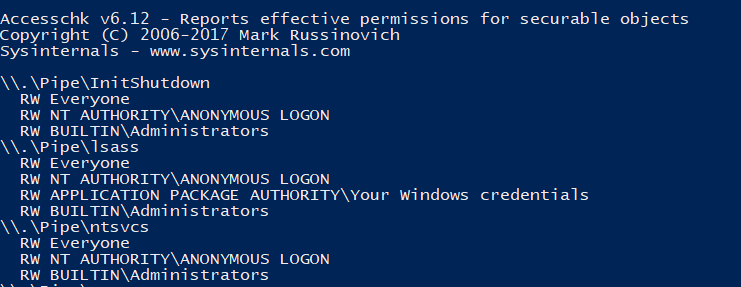 Accesschk v6.12 - Reports effective permissions for securable objects
Copyright (C) 2006-2017 Mark Russinovich
Sysinternals - www.sysinternals.com
\\.\Pipe\InitShutdown
RW Everyone
RW NT AUTHORITY\ANONYMOUS LOGON
RW BUILTIN\Administrators
\\.\Pipe\lsass
RW Everyone
RW NT AUTHORITY\ANONYMOUS LOGON
RW APPLICATION PACKAGE AUTHORITY\Your Windows credentials
RW BUILTIN\Administrators
\\.\Pipe\ntsvcs
RW Everyone
RW NT AUTHORITY\ANONYMOUS LOGON
RW BUILTIN\Administrators